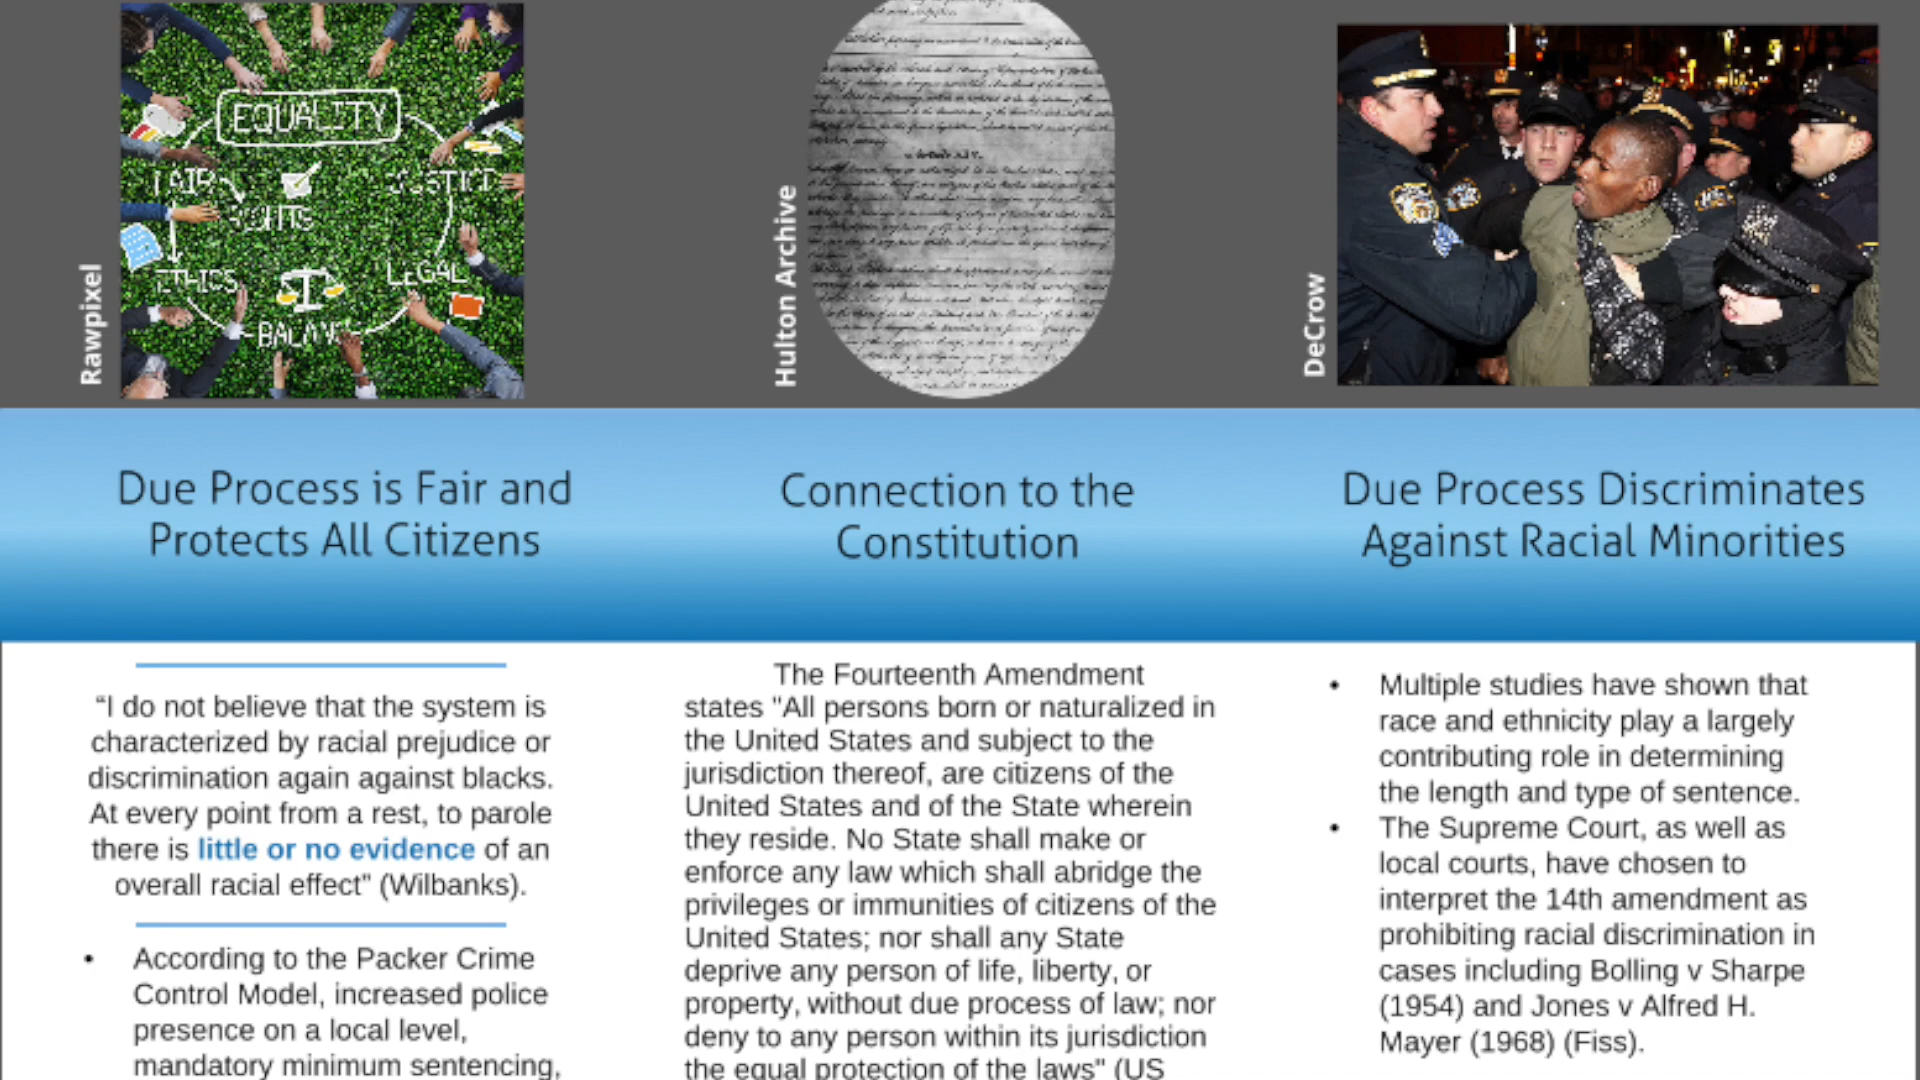 EQUALITY
FAIR
JUSTICE
RIGHTS
ETHICS
LEGAL
BALANCE
Rawpixel
Hulton Archive
DeCrow
Due Process is Fair and
Protects All Citizens
Connection to the
Constitution
Due Process Discriminates
Against Racial Minorities
“I do not believe that the system is
characterized by racial prejudice or
discrimination again against blacks.
At every point from a rest, to parole
there is little or no evidence of an
overall racial effect” (Wilbanks).
• According to the Packer Crime
Control Model, increased police
presence on a local level,
mandatory minimum sentencing,
The Fourteenth Amendment
states "All persons born or naturalized in
the United States and subject to the
jurisdiction thereof, are citizens of the
United States and of the State wherein
they reside. No State shall make or
enforce any law which shall abridge the
privileges or immunities of citizens of the
United States; nor shall any State
deprive any person of life, liberty, or
property, without due process of law; nor
deny to any person within its jurisdiction
the equal protection of the laws" (US
• Multiple studies have shown that
race and ethnicity play a largely
contributing role in determining
the length and type of sentence.
• The Supreme Court, as well as
local courts, have chosen to
interpret the 14th amendment as
prohibiting racial discrimination in
cases including Bolling v Sharpe
(1954) and Jones v Alfred H.
Mayer (1968) (Fiss).